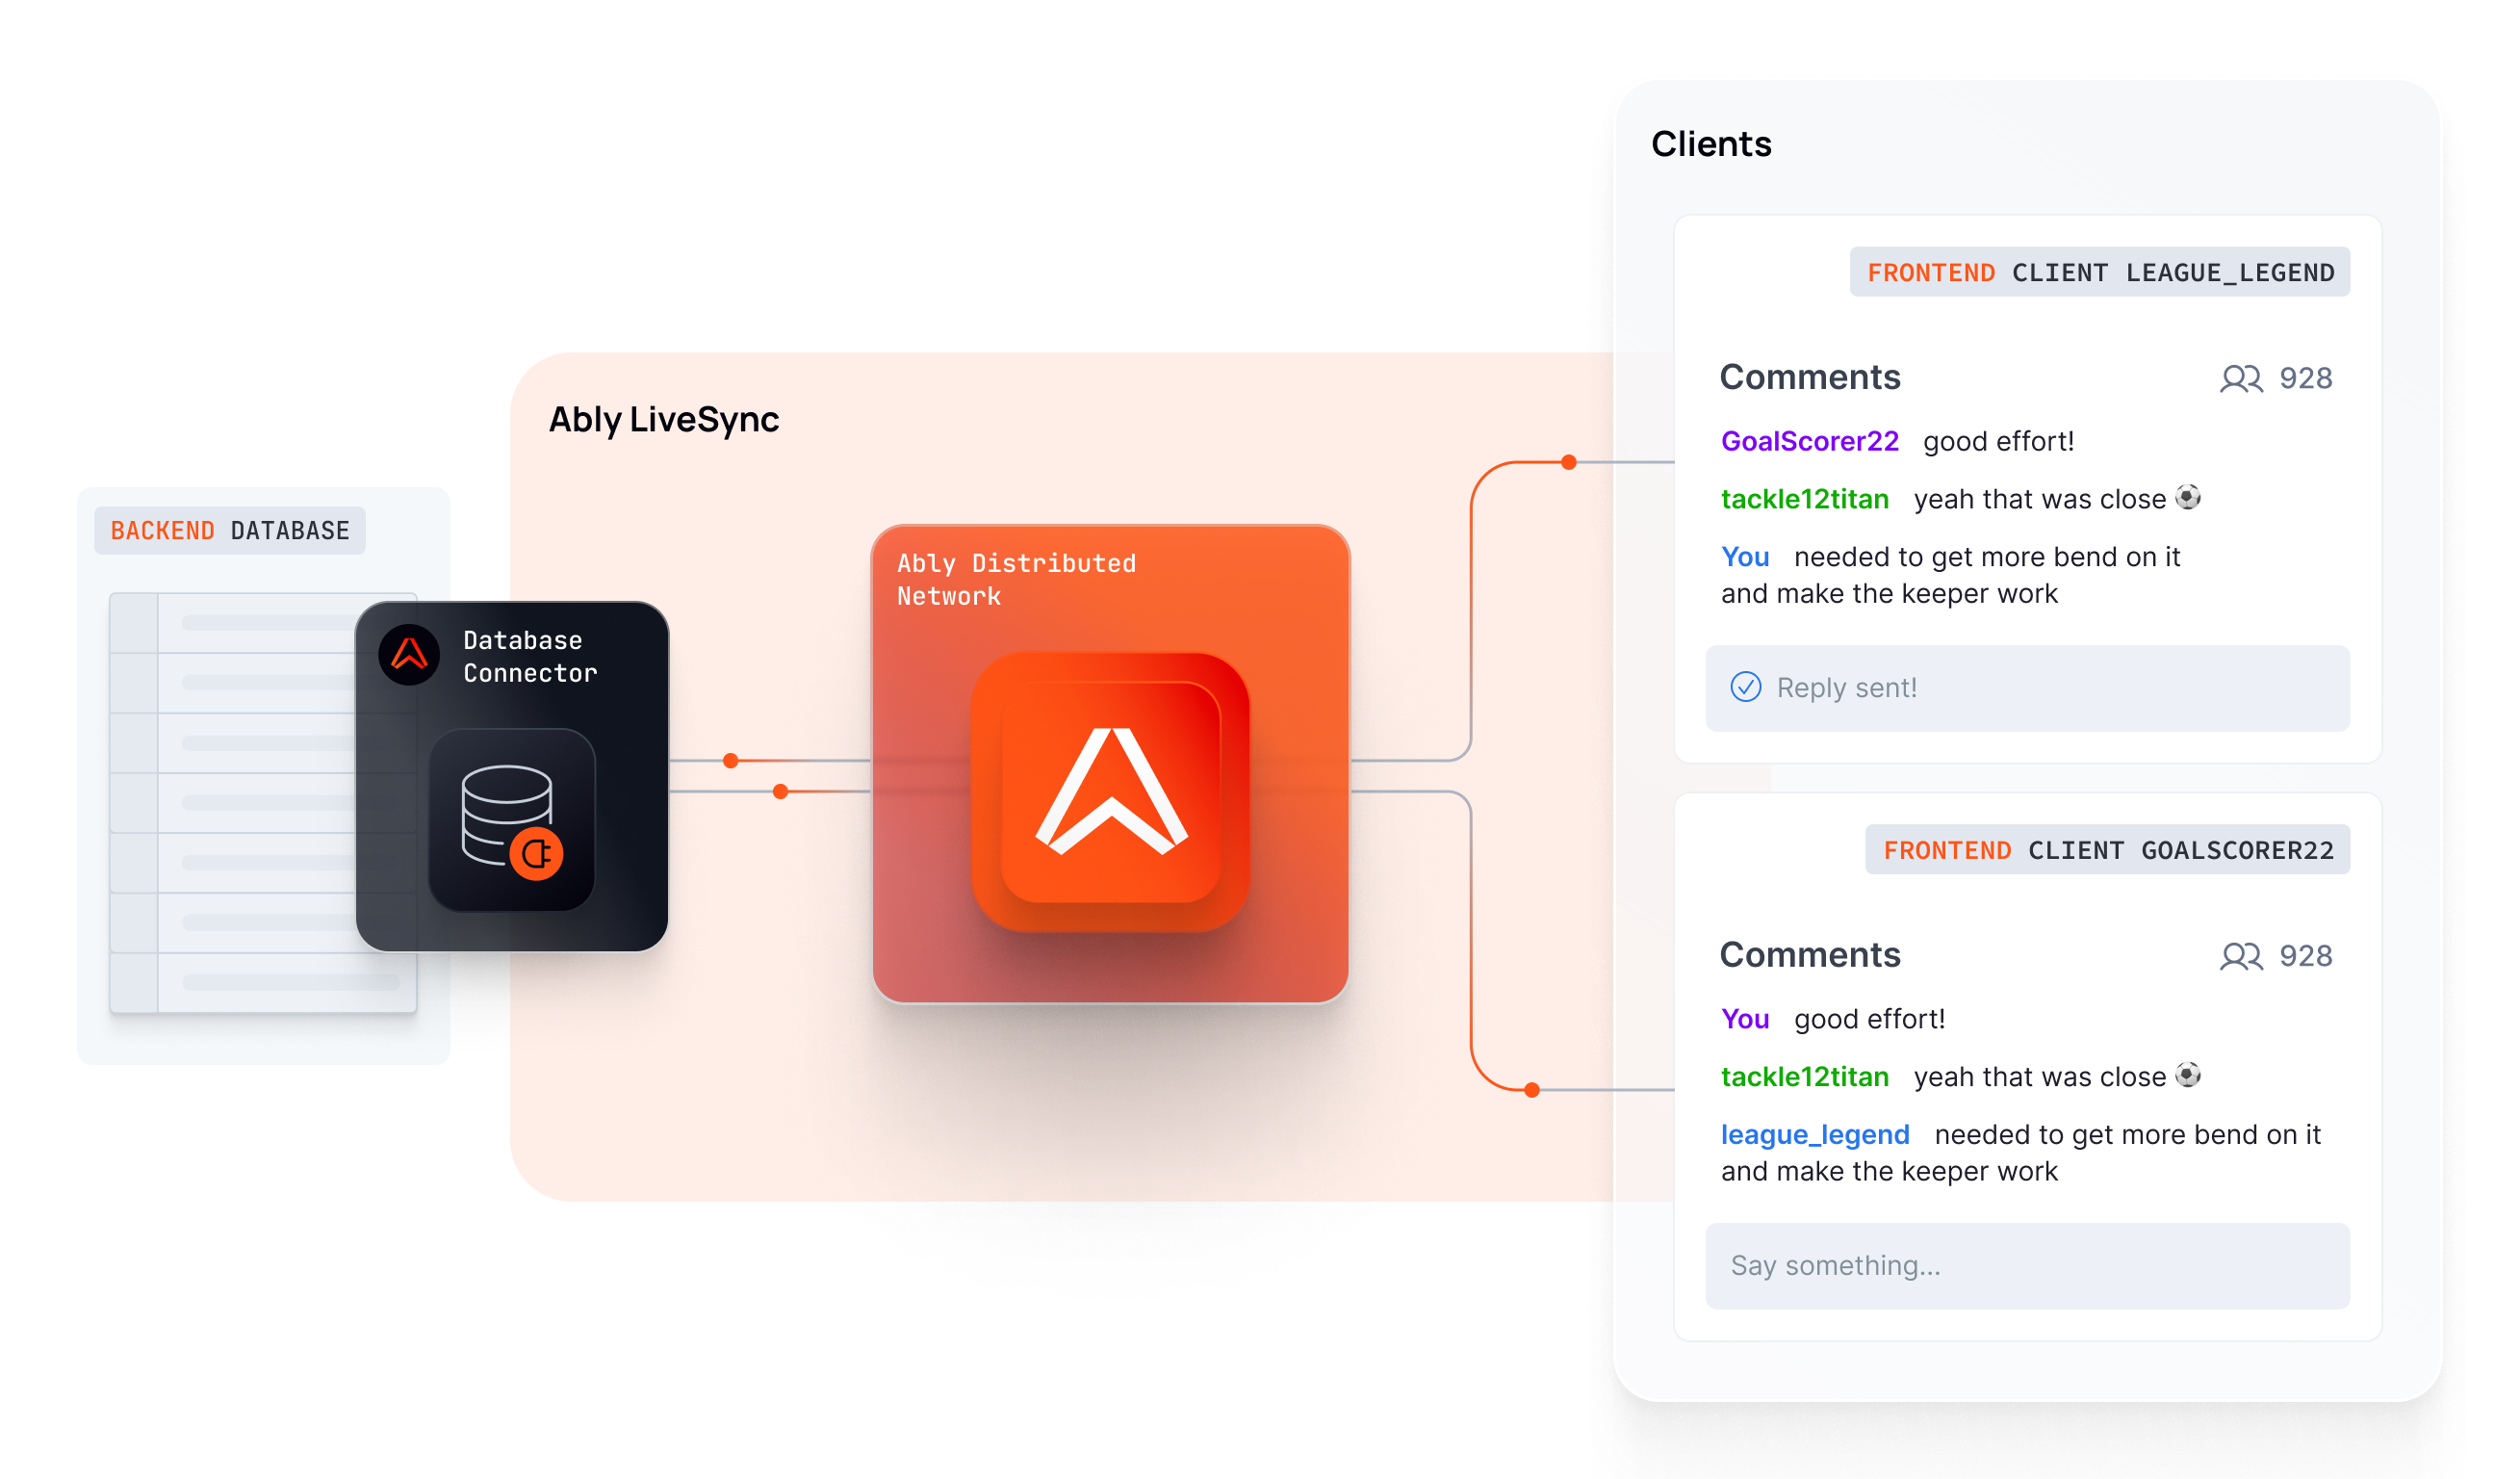 BACKEND DATABASE
Database
Connector
Ably LiveSync
Ably Distributed
Network
Clients
FRONTEND CLIENT LEAGUE_LEGEND
Comments 928
GoalScorer22 good effort!
tackle12titan yeah that was close ⚽
You needed to get more bend on it
and make the keeper work
Reply sent!
FRONTEND CLIENT GOALSCORER22
Comments 928
You good effort!
tackle12titan yeah that was close ⚽
league_legend needed to get more bend on it
and make the keeper work
Say something...